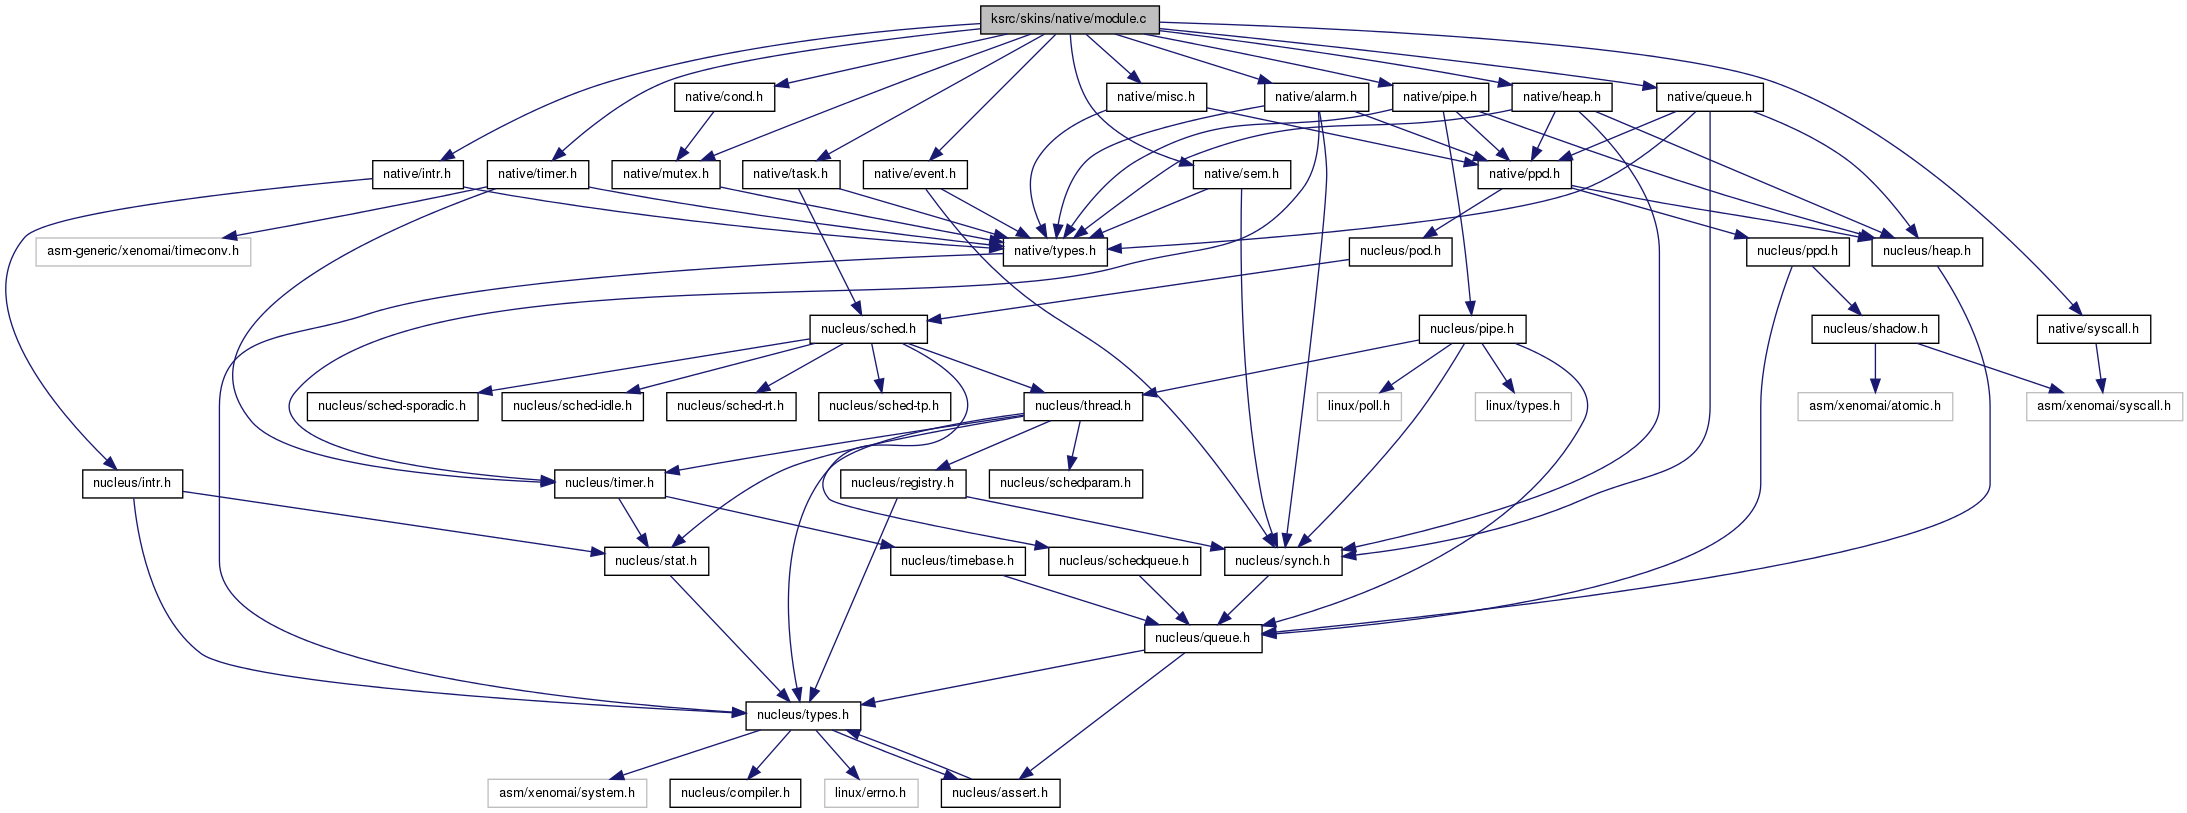 ksrc/skins/native/module.c
native/cond.h
native/misc.h
native/alarm.h
native/pipe.h
native/heap.h
native/queue.h
native/intr.h
native/timer.h
native/mutex.h
native/task.h
native/event.h
native/sem.h
native/ppd.h
asm-generic/xenomai/timeconv.h
native/types.h
nucleus/pod.h
nucleus/ppd.h
nucleus/heap.h
nucleus/sched.h
nucleus/pipe.h
nucleus/shadow.h
native/syscall.h
nucleus/sched-sporadic.h
nucleus/sched-idle.h
nucleus/sched-rt.h
nucleus/sched-tp.h
nucleus/thread.h
linux/poll.h
linux/types.h
asm/xenomai/atomic.h
asm/xenomai/syscall.h
nucleus/intr.h
nucleus/timer.h
nucleus/registry.h
nucleus/schedparam.h
nucleus/stat.h
nucleus/timebase.h
nucleus/schedqueue.h
nucleus/synch.h
nucleus/queue.h
nucleus/types.h
asm/xenomai/system.h
nucleus/compiler.h
linux/errno.h
nucleus/assert.h